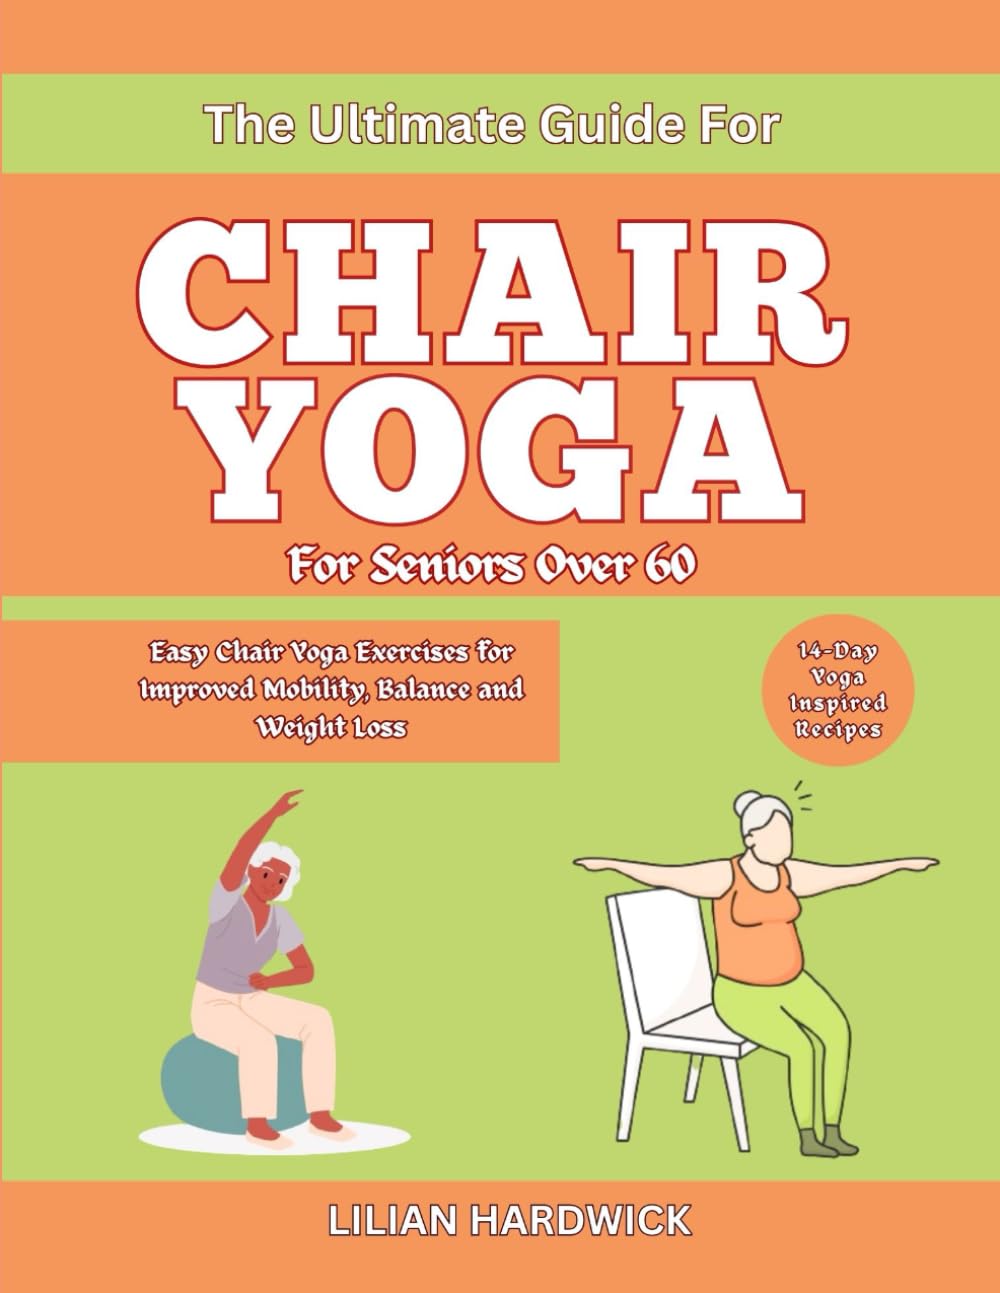 The Ultimate Guide For
CHAIR
YOGA
For Seniors Over 60
Easy Chair Yoga Exercises for
Improved Mobility, Balance and
Weight Loss
14-Day
Yoga
Inspired
Recipes
LILIAN HARDWICK